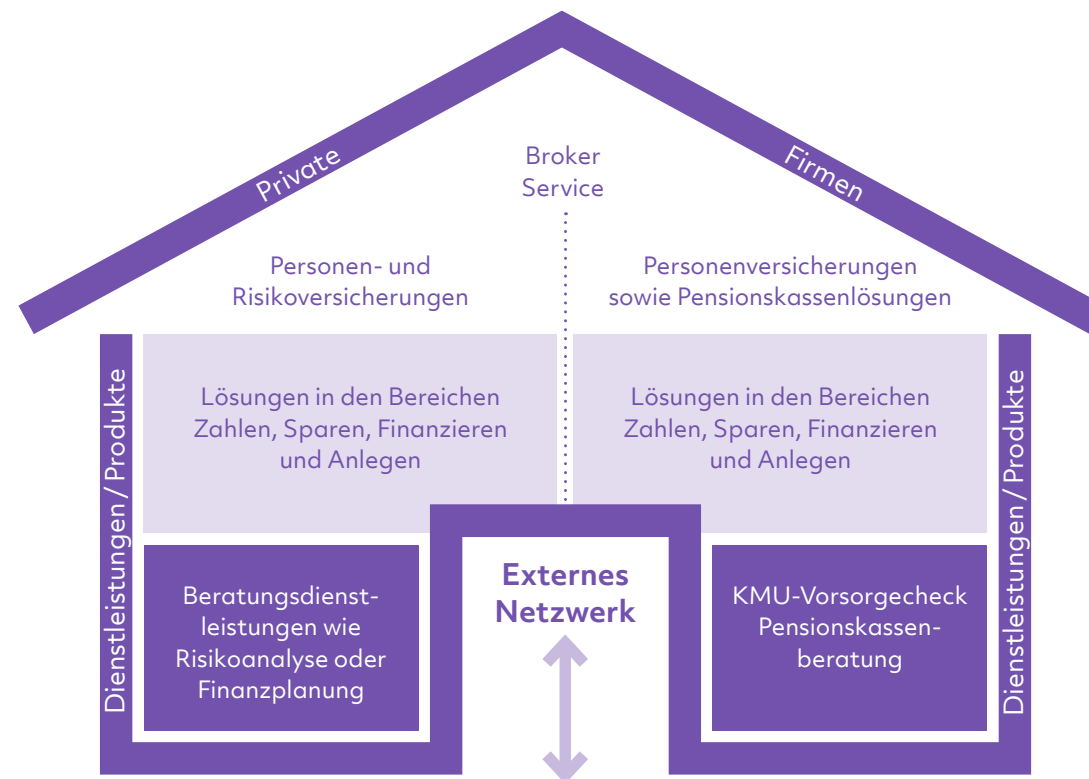 Private
Firmen
Broker
Service
Personen- und
Risikoversicherungen
Personenversicherungen
sowie Pensionskassenlösungen
Dienstleistungen / Produkte
Lösungen in den Bereichen
Zahlen, Sparen, Finanzieren
und Anlegen
Lösungen in den Bereichen
Zahlen, Sparen, Finanzieren
und Anlegen
Dienstleistungen / Produkte
Beratungsdienst-
leistungen wie
Risikoanalyse oder
Finanzplanung
Externes
Netzwerk
KMU-Vorsorgecheck
Pensionskassen-
beratung